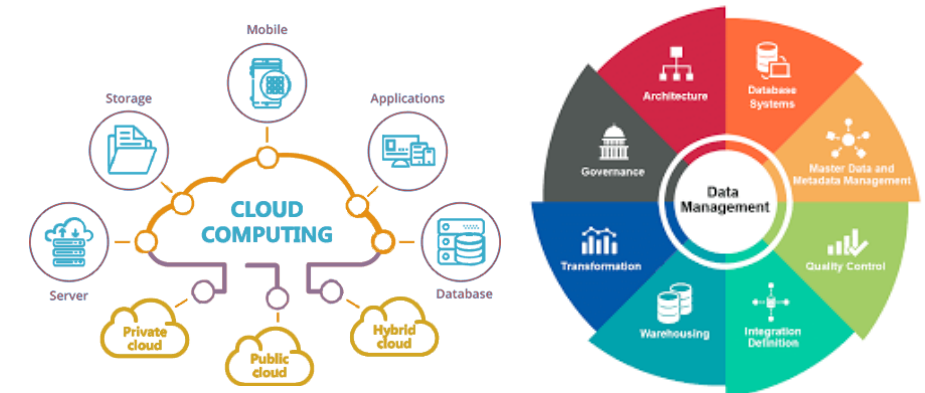 Mobile
Storage
Applications
CLOUD
COMPUTING
Server
Database
Private
cloud
Public
cloud
Hybrid
cloud
Architecture
Database
Systems
Governance
Master Data and
Metadata Management
Data
Management
Transformation
Quality Control
Warehousing
Integration
Definition